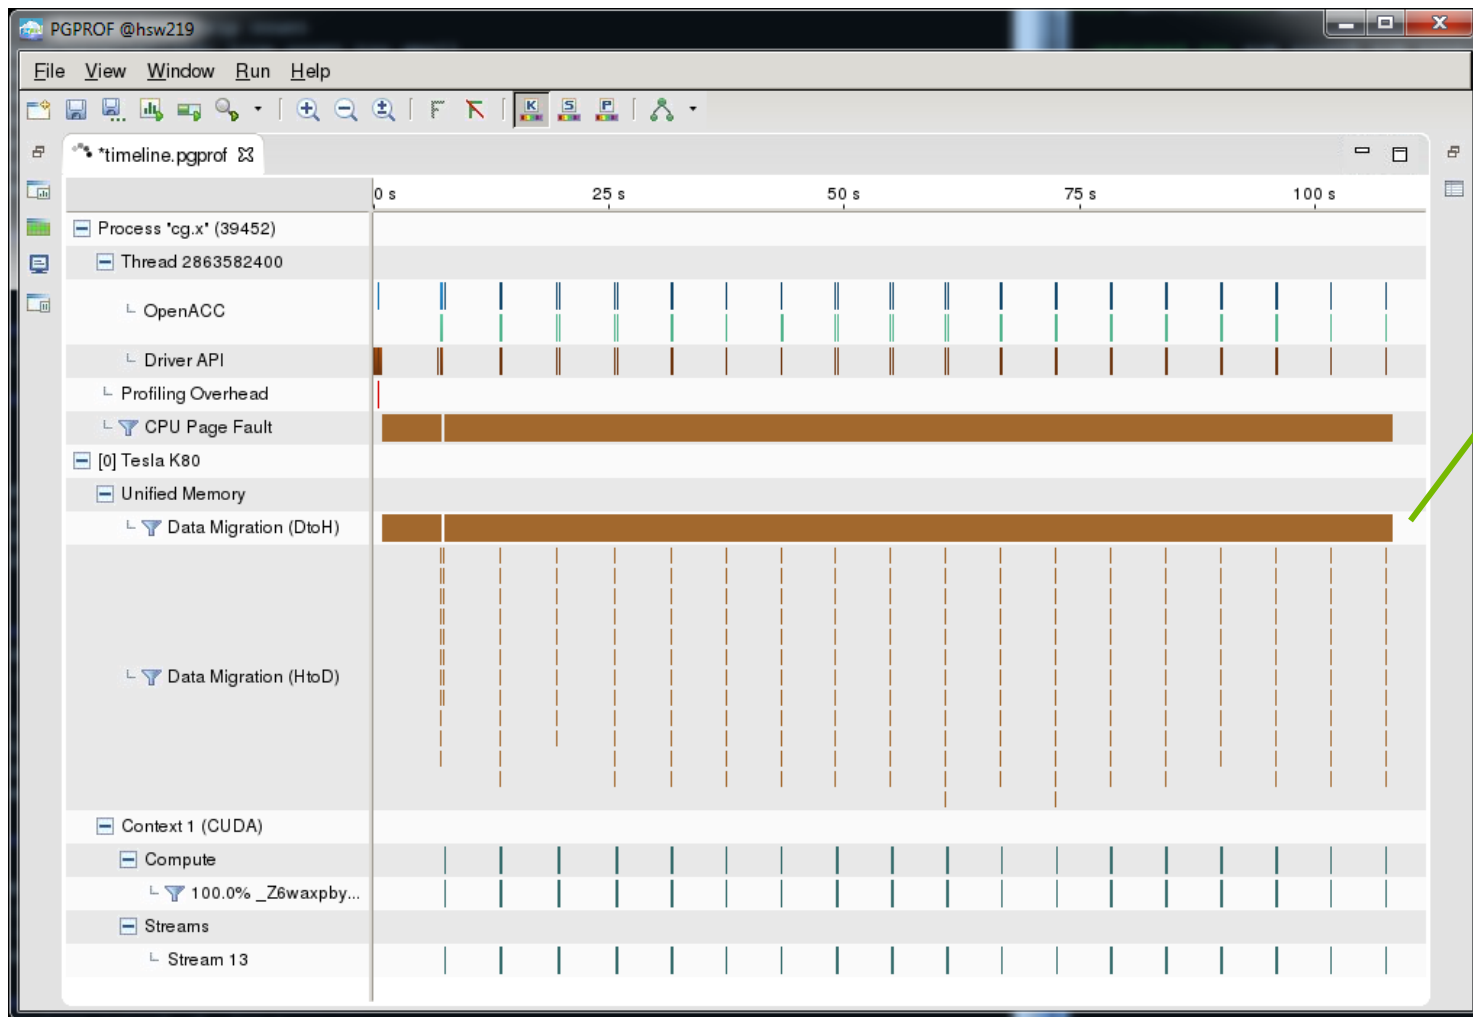 PGPROF @hsw219
File View Window Run Help
*timeline.pgprof
0 s 25 s 50 s 75 s 100 s
Process "cg.x" (39452)
Thread 2863582400
OpenACC
Driver API
Profiling Overhead
CPU Page Fault
[0] Tesla K80
Unified Memory
Data Migration (DtoH)
Data Migration (HtoD)
Context 1 (CUDA)
Compute
100.0% _Z6waxpby...
Streams
Stream 13